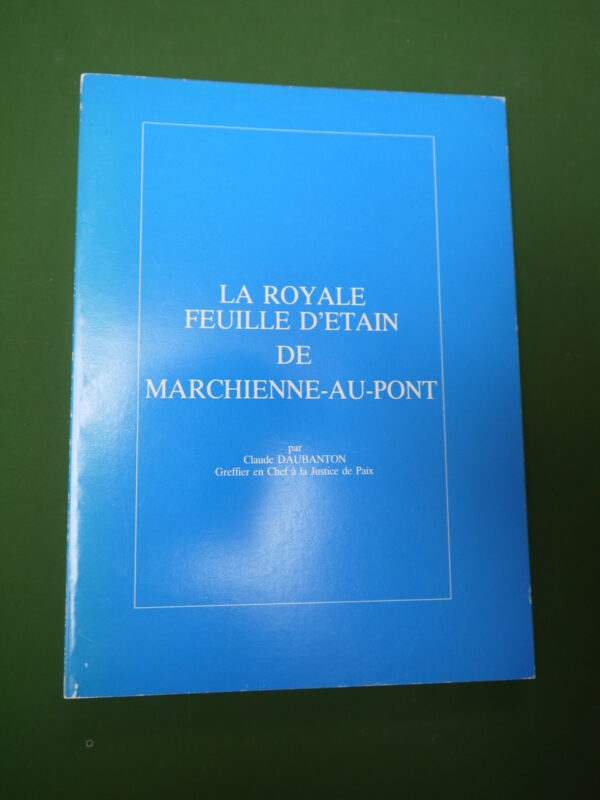 LA ROYALE
FEUILLE D'ETAIN
DE
MARCHIENNE-AU-PONT
par
Claude DAUBANTON
Greffier en Chef à la Justice de Paix